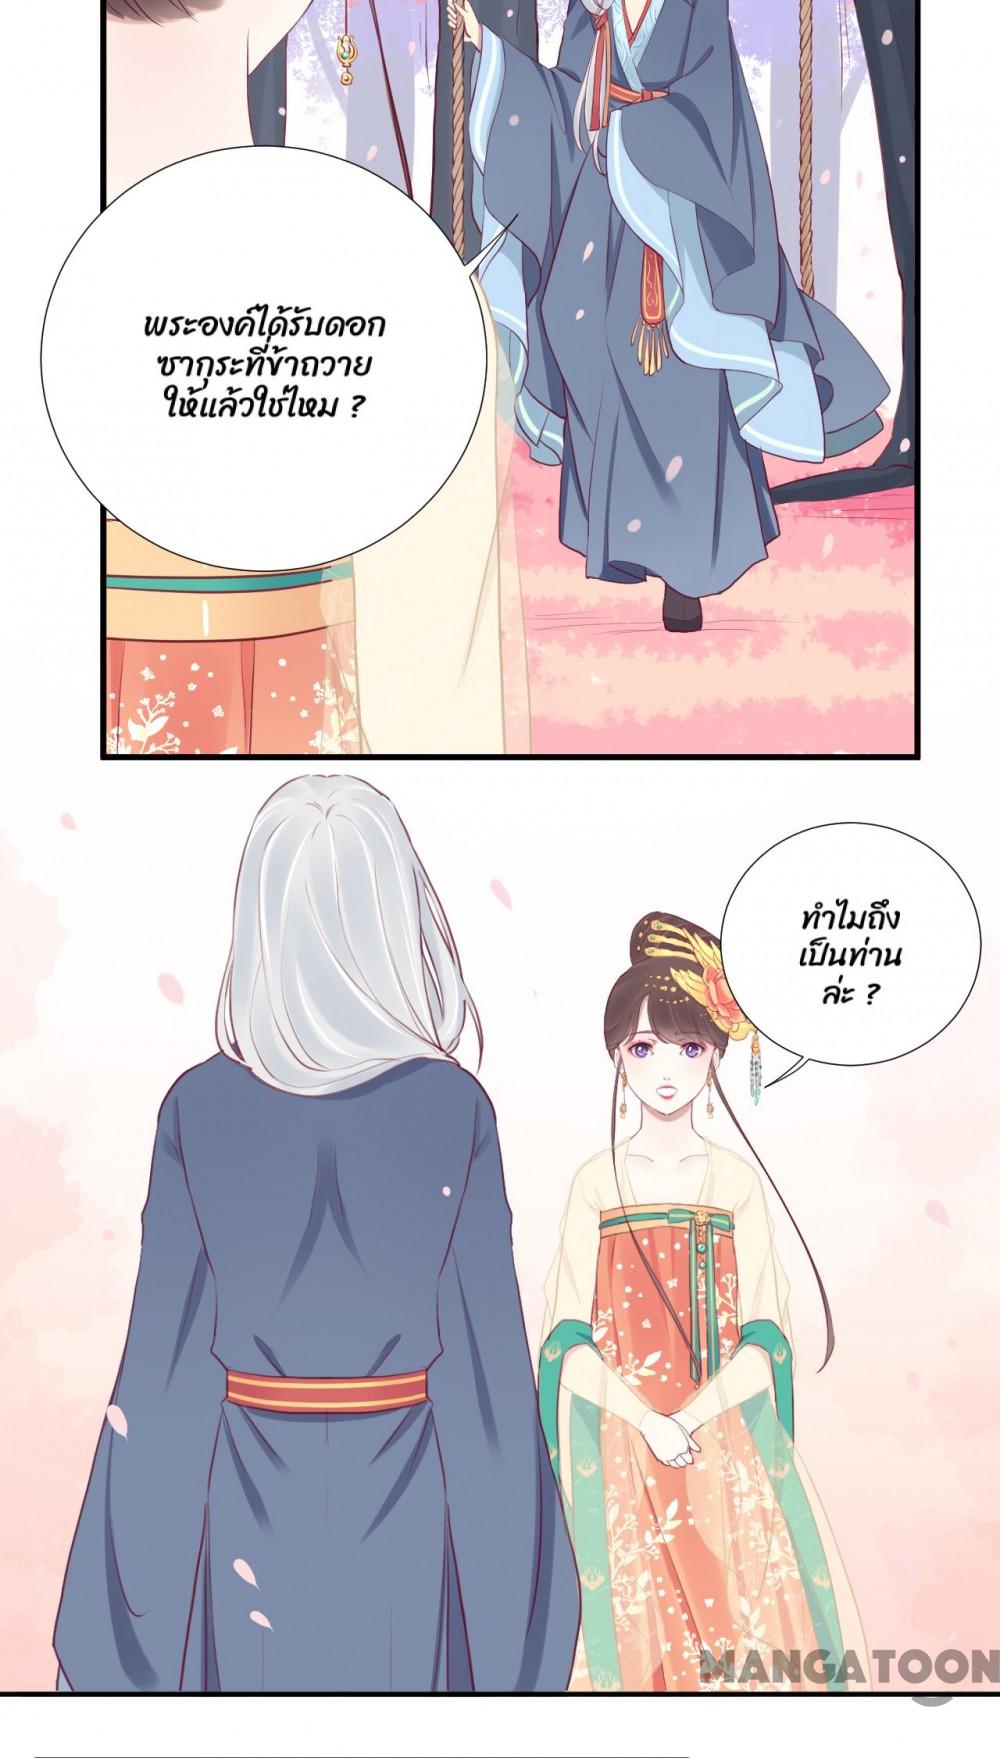 พระองค์ได้รับดอก
ซากุระที่ข้าถวาย
ให้แล้วใช่ไหม ?
ทำไมถึง
เป็นท่าน
ล่ะ ?
MANGATOON